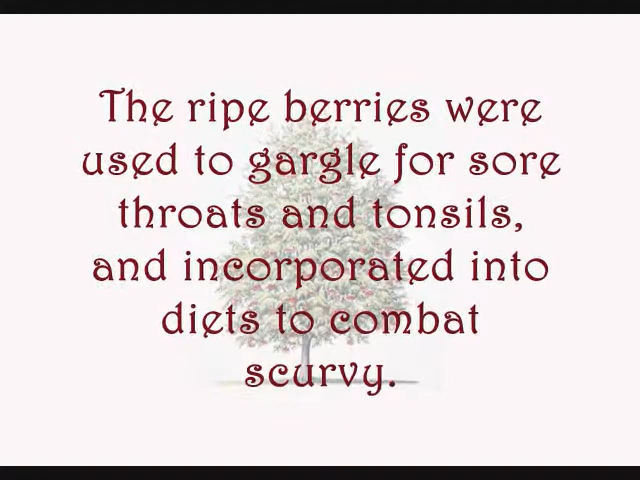 The ripe berries were
used to gargle for sore
throats and tonsils,
and incorporated into
diets to combat
scurvy.